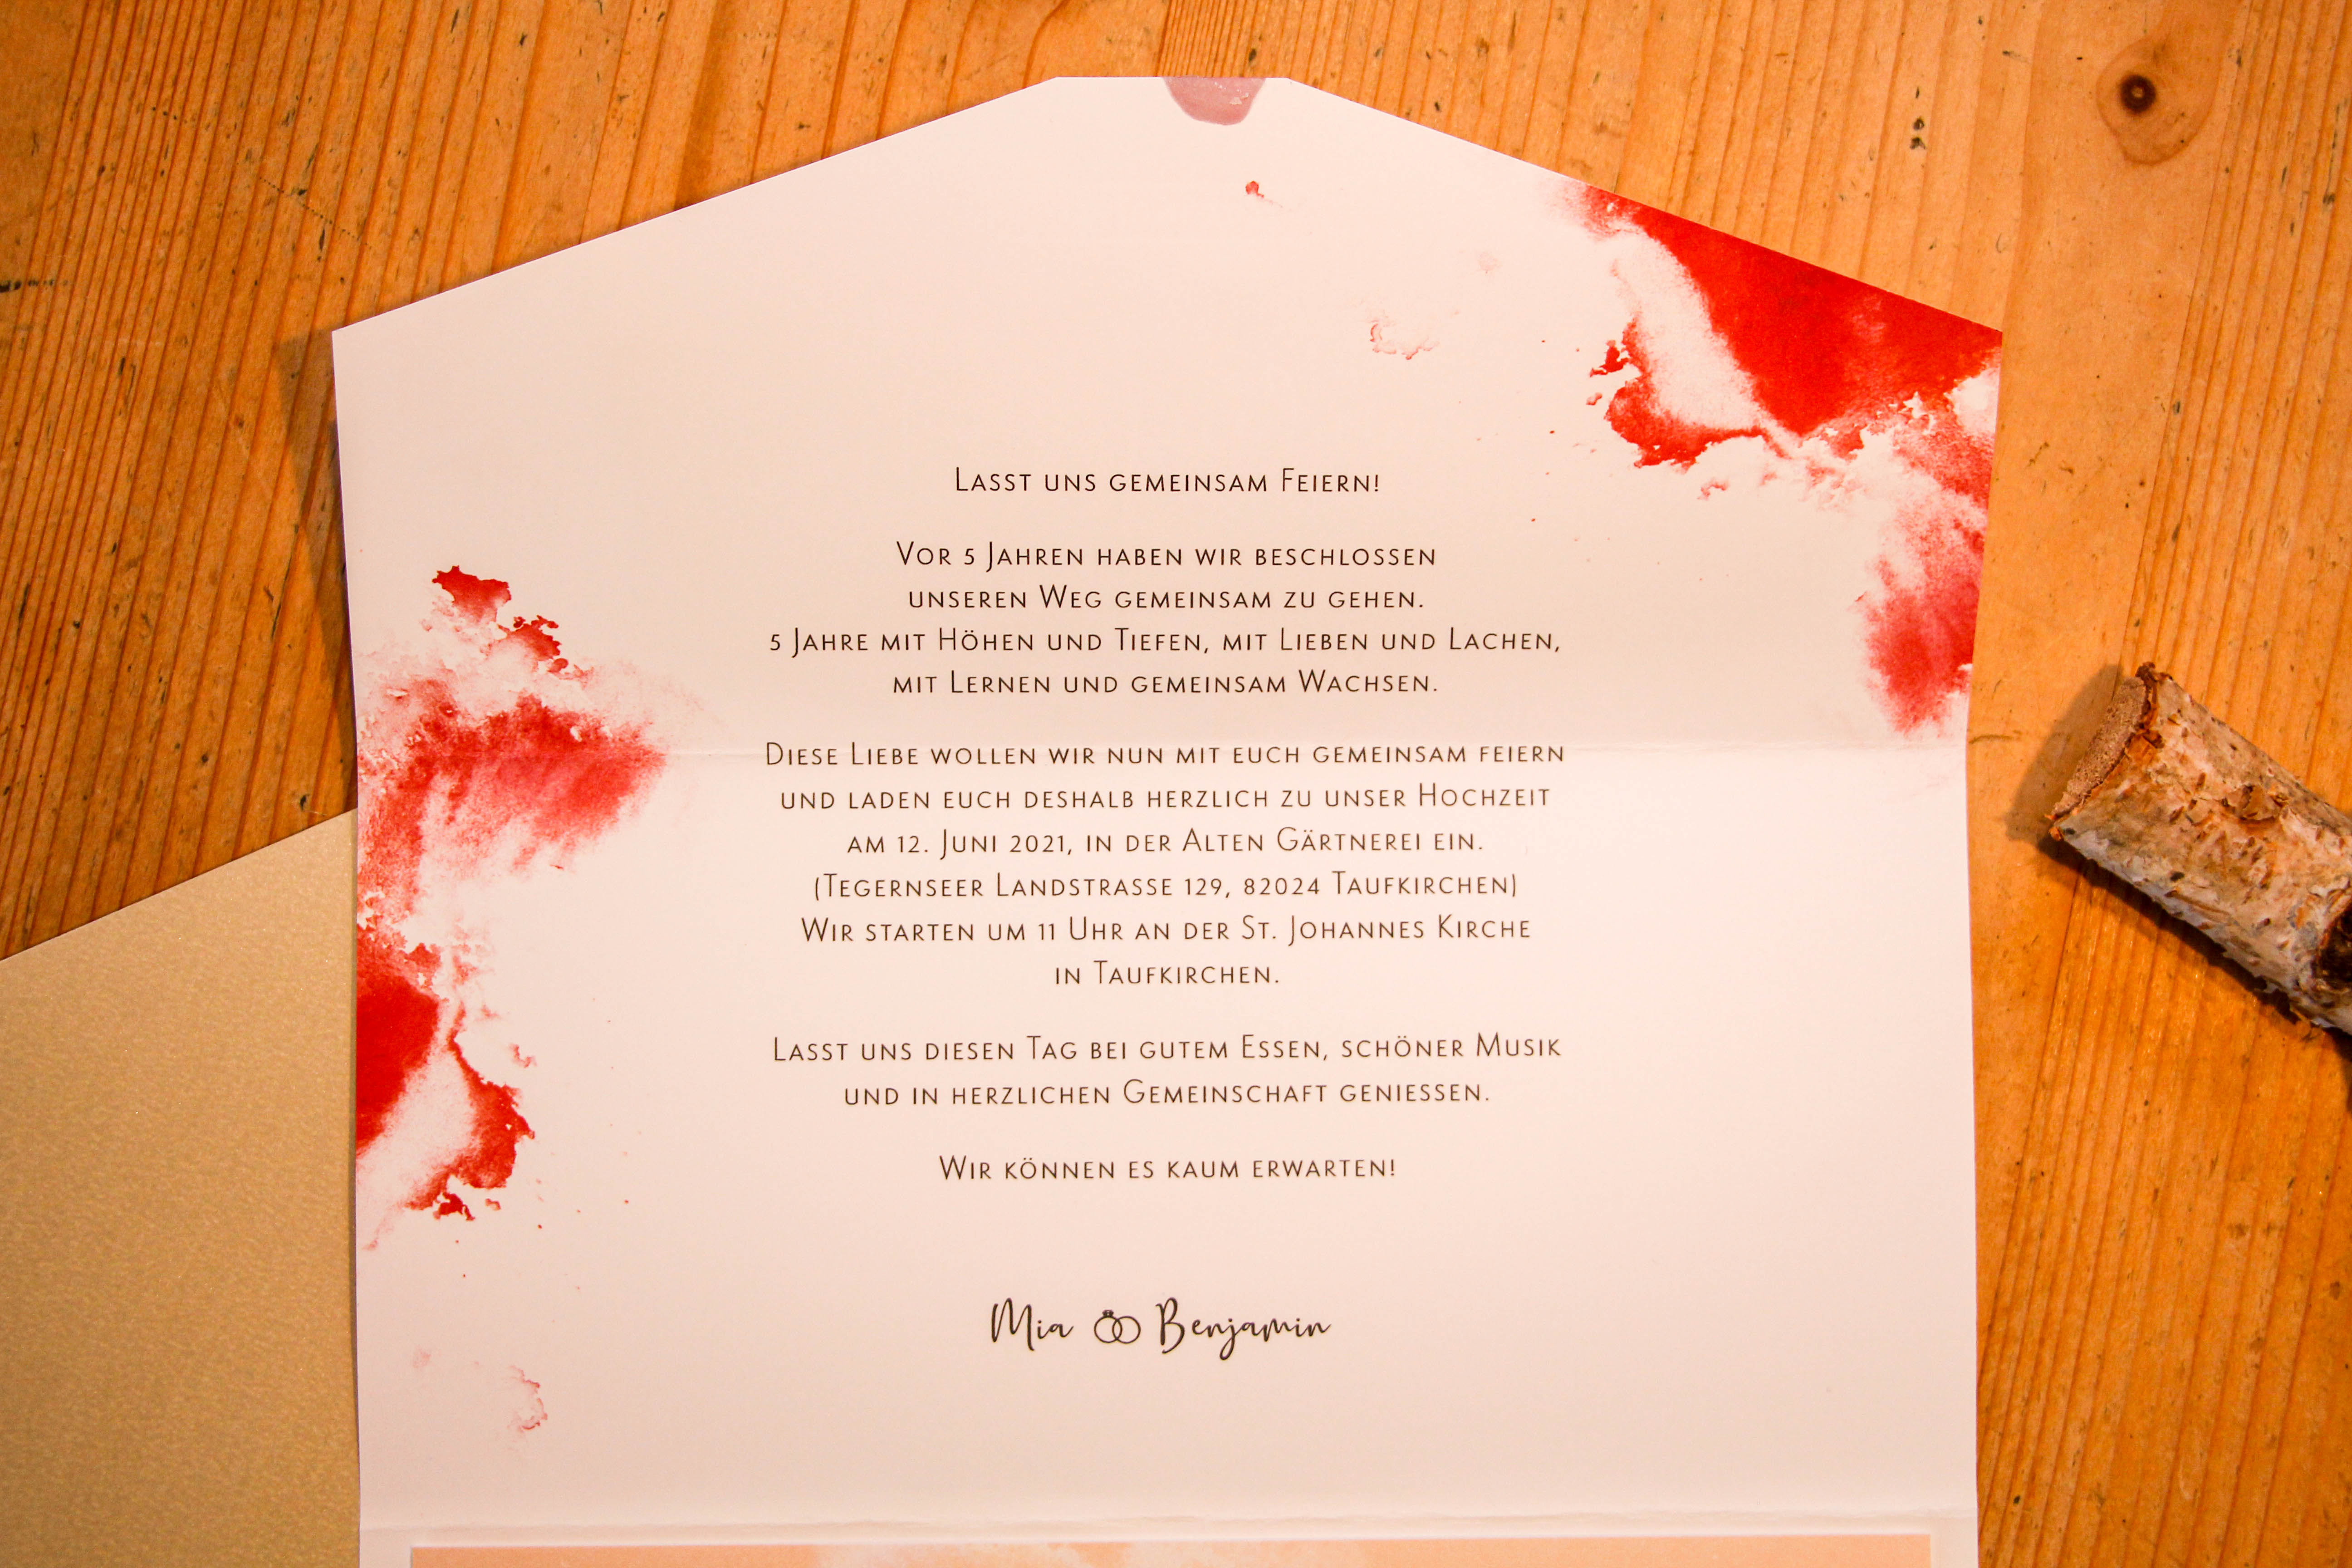 Lasst uns gemeinsam Feiern!
Vor 5 Jahren haben wir beschlossen
unseren Weg gemeinsam zu gehen.
5 Jahre mit Höhen und Tiefen, mit Lieben und Lachen,
mit Lernen und gemeinsam Wachsen.
Diese Liebe wollen wir nun mit euch gemeinsam feiern
und laden euch deshalb herzlich zu unser Hochzeit
am 12. Juni 2021, in der Alten Gärtnerei ein.
(Tegernseer Landstrasse 129, 82024 Taufkirchen)
Wir starten um 11 Uhr an der St. Johannes Kirche
in Taufkirchen.
Lasst uns diesen Tag bei gutem Essen, schöner Musik
und in herzlichen Gemeinschaft geniessen.
Wir können es kaum erwarten!
Mia Benjamin